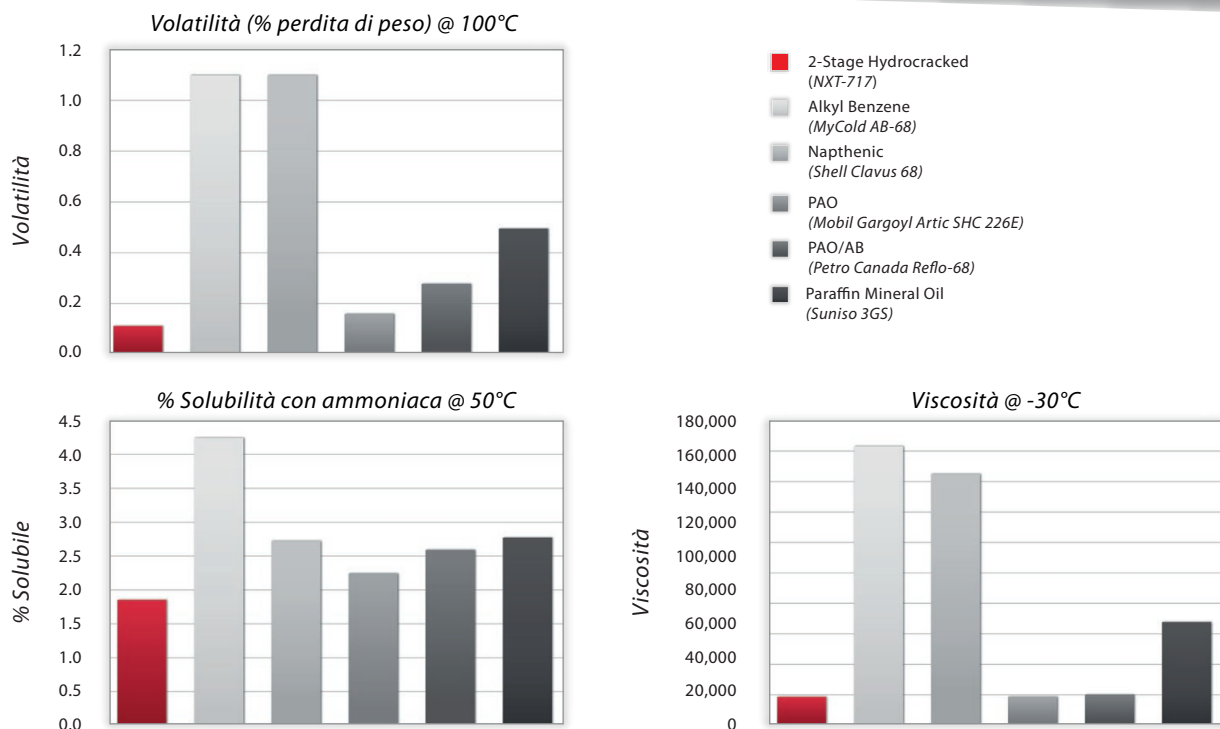 Volatilità (% perdita di peso) @ 100°C
1.2
1.0
0.8
0.6
0.4
0.2
0.0
Volatilità
2-Stage Hydrocracked
(NXT-717)
Alkyl Benzene
(MyCold AB-68)
Napthenic
(Shell Clavus 68)
PAO
(Mobil Gargoyl Artic SHC 226E)
PAO/AB
(Petro Canada Reflo-68)
Paraffin Mineral Oil
(Suniso 3GS)
% Solubilità con ammoniaca @ 50°C
4.5
4.0
3.5
3.0
2.5
2.0
1.5
1.0
0.5
0.0
% Solubile
Viscosità @ -30°C
180,000
160,000
140,000
120,000
100,000
80,000
60,000
40,000
20,000
0
Viscosità